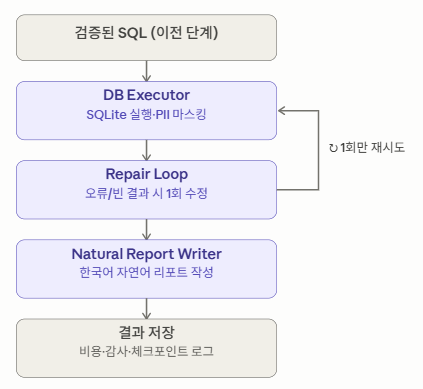 검증된 SQL (이전 단계)
DB Executor
SQLite 실행·PII 마스킹
↻ 1회만 재시도
Repair Loop
오류/빈 결과 시 1회 수정
Natural Report Writer
한국어 자연어 리포트 작성
결과 저장
비용·감사·체크포인트 로그